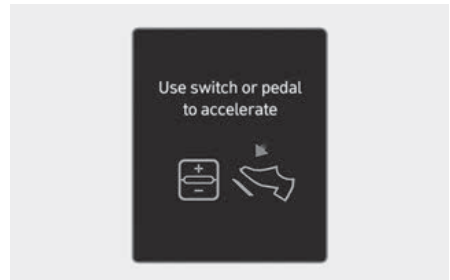 Use switch or pedal
to accelerate
+
-